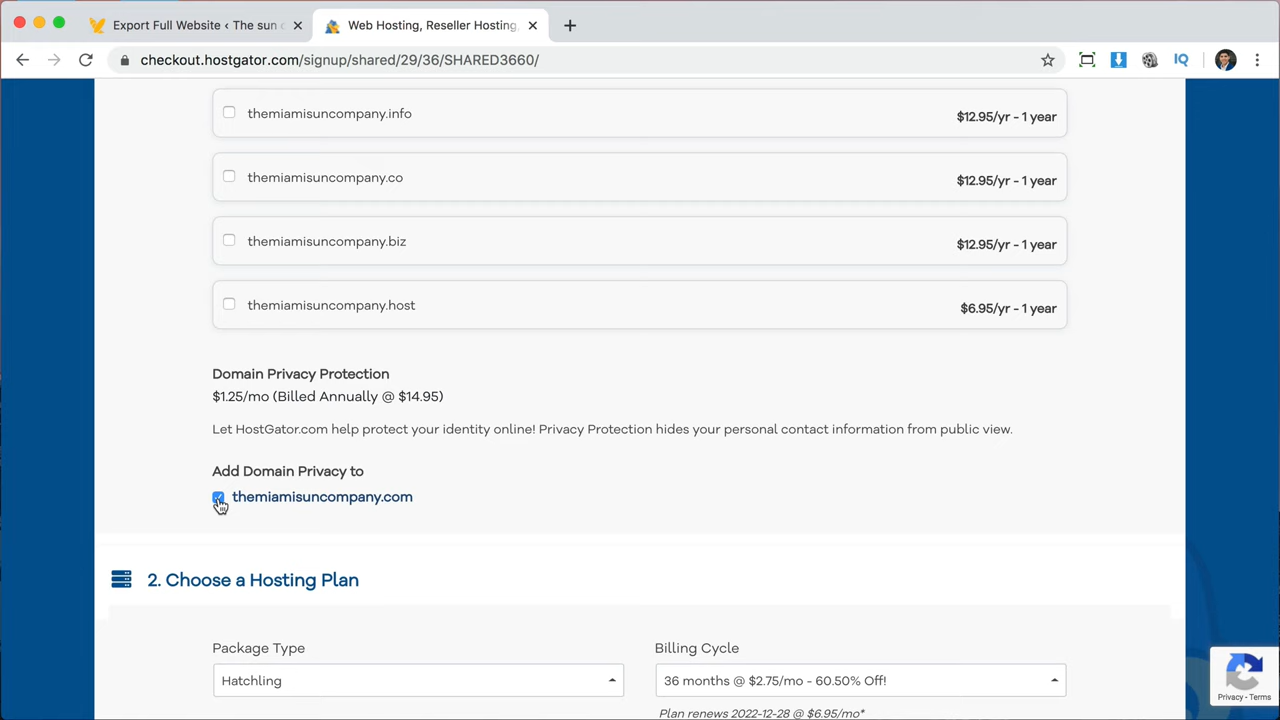 Export Full Website ‹ The sun c
Web Hosting, Reseller Hosting,
checkout.hostgator.com/signup/shared/29/36/SHARED3660/
IQ
themiamisuncompany.info
$12.95/yr - 1 year
themiamisuncompany.co
$12.95/yr - 1 year
themiamisuncompany.biz
$12.95/yr - 1 year
themiamisuncompany.host
$6.95/yr - 1 year
Domain Privacy Protection
$1.25/mo (Billed Annually @ $14.95)
Let HostGator.com help protect your identity online! Privacy Protection hides your personal contact information from public view.
Add Domain Privacy to
themiamisuncompany.com
2. Choose a Hosting Plan
Package Type
Billing Cycle
Hatchling
36 months @ $2.75/mo - 60.50% Off!
Plan renews 2022-12-28 @ $6.95/mo*
Privacy - Terms